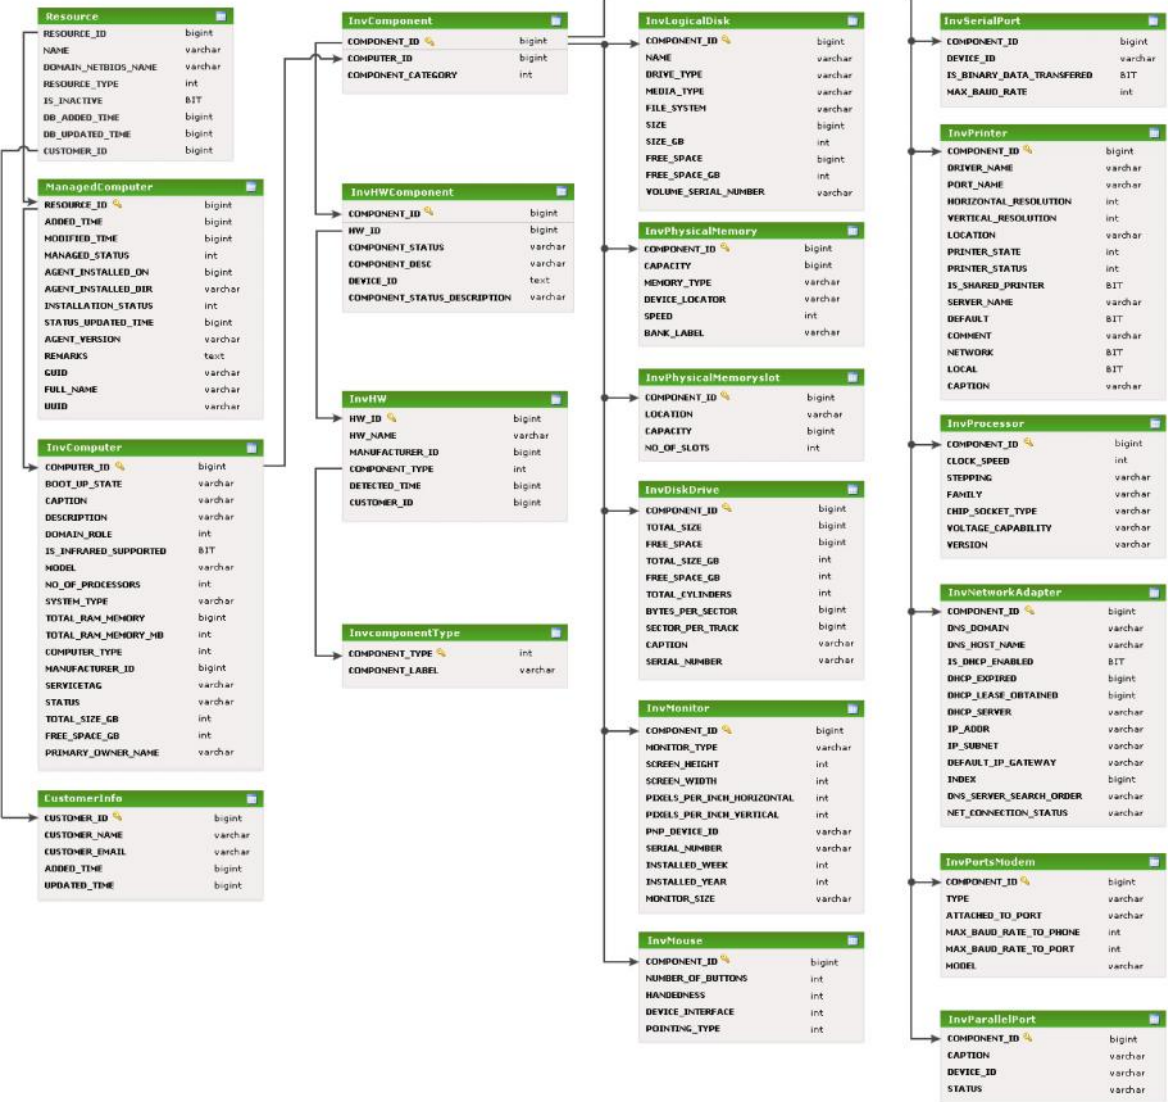 Resource
RESOURCE_ID bigint
NAME varchar
DOMAIN_NETBIOS_NAME varchar
RESOURCE_TYPE int
IS_INACTIVE BIT
DB_ADDED_TIME bigint
DB_UPDATED_TIME bigint
CUSTOMER_ID bigint
ManagedComputer
RESOURCE_ID bigint
ADDED_TIME bigint
MODIFIED_TIME bigint
MANAGED_STATUS int
AGENT_INSTALLED_ON bigint
AGENT_INSTALLED_DIR varchar
INSTALLATION_STATUS int
STATUS_UPDATED_TIME bigint
AGENT_VERSION varchar
REMARKS text
GUID varchar
FULL_NAME varchar
UUID varchar
InvComputer
COMPUTER_ID bigint
BOOT_UP_STATE varchar
CAPTION varchar
DESCRIPTION varchar
DOMAIN_ROLE int
IS_INFRARED_SUPPORTED BIT
MODEL varchar
NO_OF_PROCESSORS int
SYSTEM_TYPE varchar
TOTAL_RAM_MEMORY bigint
TOTAL_RAM_MEMORY_MB int
COMPUTER_TYPE int
MANUFACTURER_ID bigint
SERVICETAG varchar
STATUS varchar
TOTAL_SIZE_GB int
FREE_SPACE_GB int
PRIMARY_OWNER_NAME varchar
CustomerInfo
CUSTOMER_ID bigint
CUSTOMER_NAME varchar
CUSTOMER_EMAIL varchar
ADDED_TIME bigint
UPDATED_TIME bigint
InvComponent
COMPONENT_ID bigint
COMPUTER_ID bigint
COMPONENT_CATEGORY int
InvHWComponent
COMPONENT_ID bigint
HW_ID bigint
COMPONENT_STATUS varchar
COMPONENT_DESC varchar
DEVICE_ID text
COMPONENT_STATUS_DESCRIPTION varchar
InvHW
HW_ID bigint
HW_NAME varchar
MANUFACTURER_ID bigint
COMPONENT_TYPE int
DETECTED_TIME bigint
CUSTOMER_ID bigint
InvcomponentType
COMPONENT_TYPE int
COMPONENT_LABEL varchar
InvLogicalDisk
COMPONENT_ID bigint
NAME varchar
DRIVE_TYPE varchar
MEDIA_TYPE varchar
FILE_SYSTEM varchar
SIZE bigint
SIZE_GB int
FREE_SPACE bigint
FREE_SPACE_GB int
VOLUME_SERIAL_NUMBER varchar
InvPhysicalMemory
COMPONENT_ID bigint
CAPACITY bigint
MEMORY_TYPE varchar
DEVICE_LOCATOR varchar
SPEED int
BANK_LABEL varchar
InvPhysicalMemoryslot
COMPONENT_ID bigint
LOCATION varchar
CAPACITY bigint
NO_OF_SLOTS int
InvDiskDrive
COMPONENT_ID bigint
TOTAL_SIZE bigint
FREE_SPACE bigint
TOTAL_SIZE_GB int
FREE_SPACE_GB int
TOTAL_CYLINDERS int
BYTES_PER_SECTOR bigint
SECTOR_PER_TRACK bigint
CAPTION varchar
SERIAL_NUMBER varchar
InvMonitor
COMPONENT_ID bigint
MONITOR_TYPE varchar
SCREEN_HEIGHT int
SCREEN_WIDTH int
PIXELS_PER_INCH_HORIZONTAL int
PIXELS_PER_INCH_VERTICAL int
PNP_DEVICE_ID varchar
SERIAL_NUMBER varchar
INSTALLED_WEEK int
INSTALLED_YEAR int
MONITOR_SIZE varchar
InvMouse
COMPONENT_ID bigint
NUMBER_OF_BUTTONS int
HANDEDNESS int
DEVICE_INTERFACE int
POINTING_TYPE int
InvSerialPort
COMPONENT_ID bigint
DEVICE_ID varchar
IS_BINARY_DATA_TRANSFERED BIT
MAX_BAUD_RATE int
InvPrinter
COMPONENT_ID bigint
DRIVER_NAME varchar
PORT_NAME varchar
HORIZONTAL_RESOLUTION int
VERTICAL_RESOLUTION int
LOCATION varchar
PRINTER_STATE int
PRINTER_STATUS int
IS_SHARED_PRINTER BIT
SERVER_NAME varchar
DEFAULT BIT
COMMENT varchar
NETWORK BIT
LOCAL BIT
CAPTION varchar
InvProcessor
COMPONENT_ID bigint
CLOCK_SPEED int
STEPPING varchar
FAMILY varchar
CHIP_SOCKET_TYPE varchar
VOLTAGE_CAPABILITY varchar
VERSION varchar
InvNetworkAdapter
COMPONENT_ID bigint
DNS_DOMAIN varchar
DNS_HOST_NAME varchar
IS_DHCP_ENABLED BIT
DHCP_EXPIRED bigint
DHCP_LEASE_OBTAINED bigint
DHCP_SERVER varchar
IP_ADDR varchar
IP_SUBNET varchar
DEFAULT_IP_GATEWAY varchar
INDEX bigint
DNS_SERVER_SEARCH_ORDER varchar
NET_CONNECTION_STATUS varchar
InvPortsModem
COMPONENT_ID bigint
TYPE varchar
ATTACHED_TO_PORT varchar
MAX_BAUD_RATE_TO_PHONE int
MAX_BAUD_RATE_TO_PORT int
MODEL varchar
InvParallelPort
COMPONENT_ID bigint
CAPTION varchar
DEVICE_ID varchar
STATUS varchar